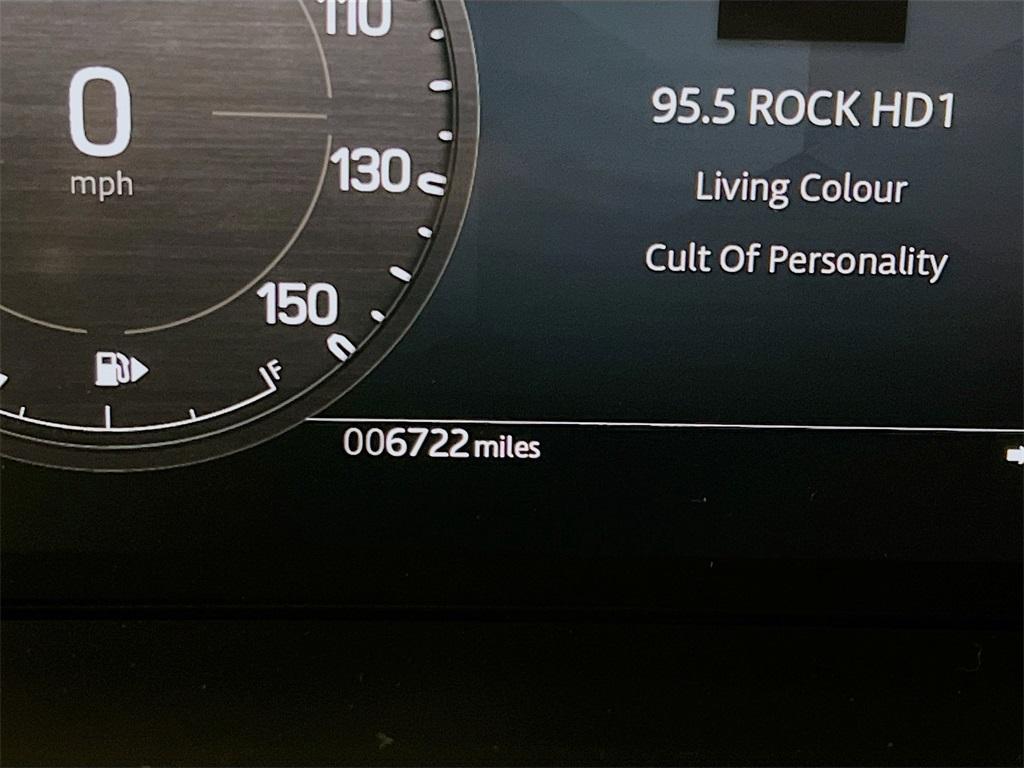 110
0
mph
130
150
F
006722 miles
95.5 ROCK HD1
Living Colour
Cult Of Personality